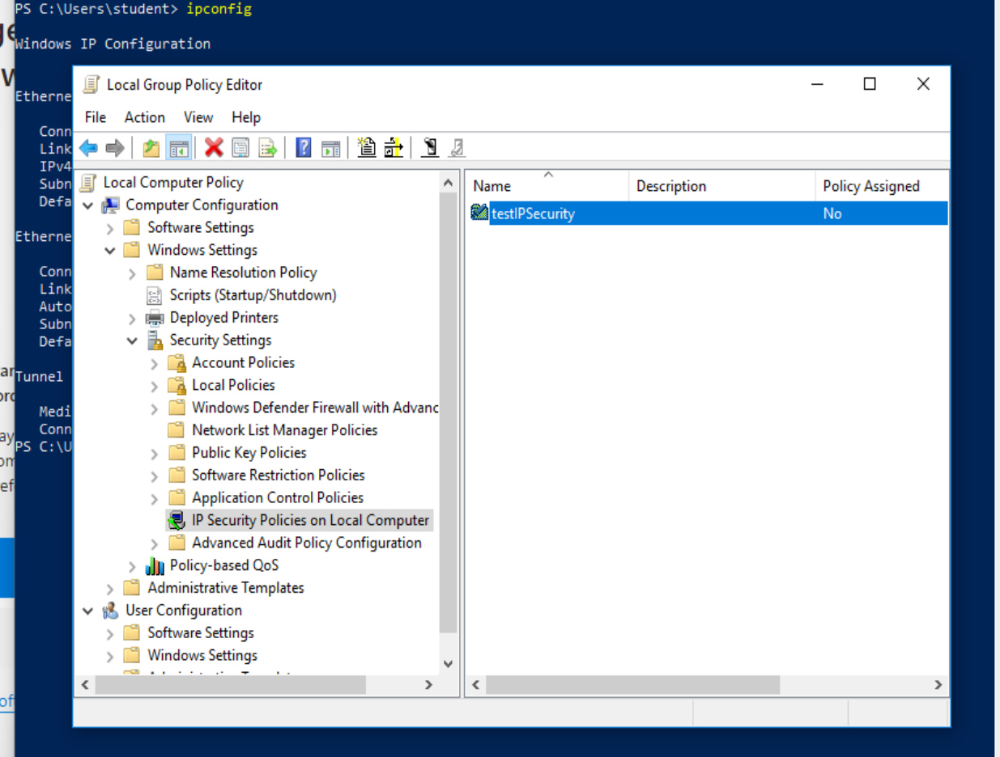 PS C:\Users\student> ipconfig
Windows IP Configuration
Etherne
Conn
Link
IPv4
Subn
Defa
Etherne
Conn
Link
Auto
Subn
Defa
Tunnel
Medi
Conn
PS C:\U
Local Group Policy Editor
File Action View Help
Local Computer Policy
Computer Configuration
Software Settings
Windows Settings
Name Resolution Policy
Scripts (Startup/Shutdown)
Deployed Printers
Security Settings
Account Policies
Local Policies
Windows Defender Firewall with Advanc
Network List Manager Policies
Public Key Policies
Software Restriction Policies
Application Control Policies
IP Security Policies on Local Computer
Advanced Audit Policy Configuration
Policy-based QoS
Administrative Templates
User Configuration
Software Settings
Windows Settings
Name Description Policy Assigned
testIPSecurity No